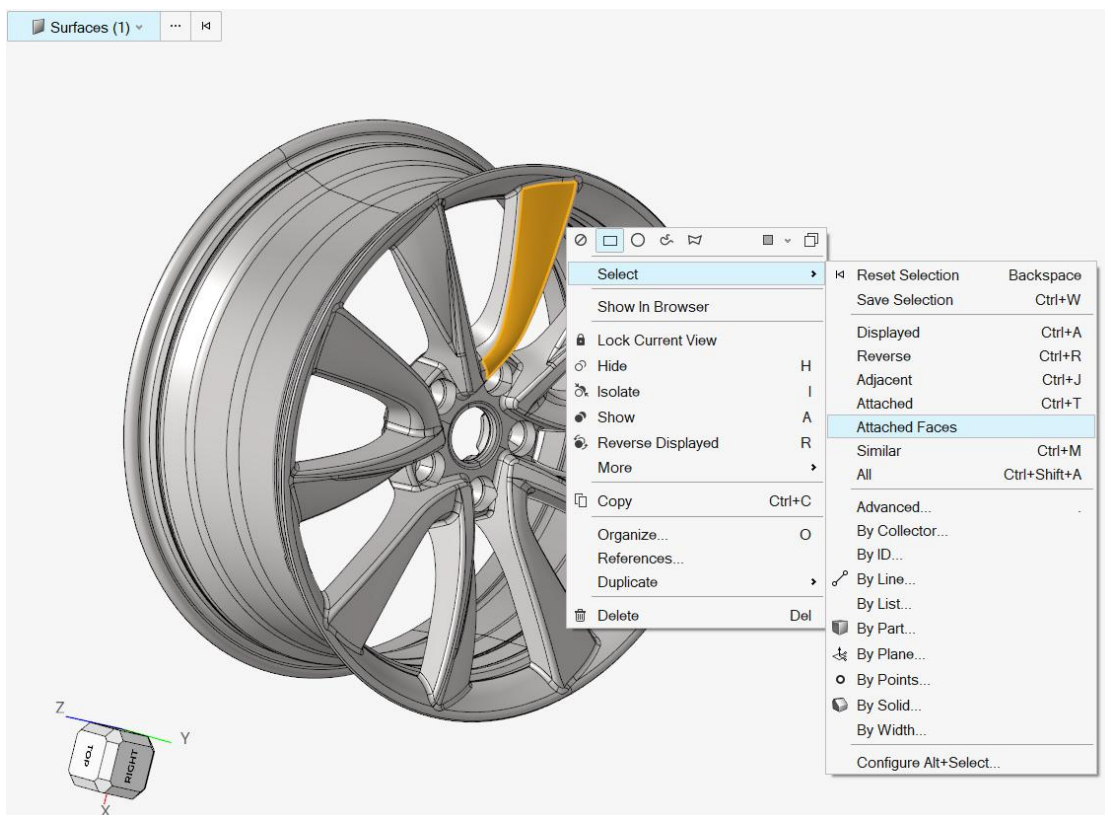 Surfaces (1)
Select
Show In Browser
Lock Current View
Hide H
Isolate I
Show A
Reverse Displayed R
More
Copy Ctrl+C
Organize... O
References...
Duplicate
Delete Del
Reset Selection Backspace
Save Selection Ctrl+W
Displayed Ctrl+A
Reverse Ctrl+R
Adjacent Ctrl+J
Attached Ctrl+T
Attached Faces
Similar Ctrl+M
All Ctrl+Shift+A
Advanced... .
By Collector...
By ID...
By Line...
By List...
By Part...
By Plane...
By Points...
By Solid...
By Width...
Configure Alt+Select...
Z
Y
TOP
RIGHT
X